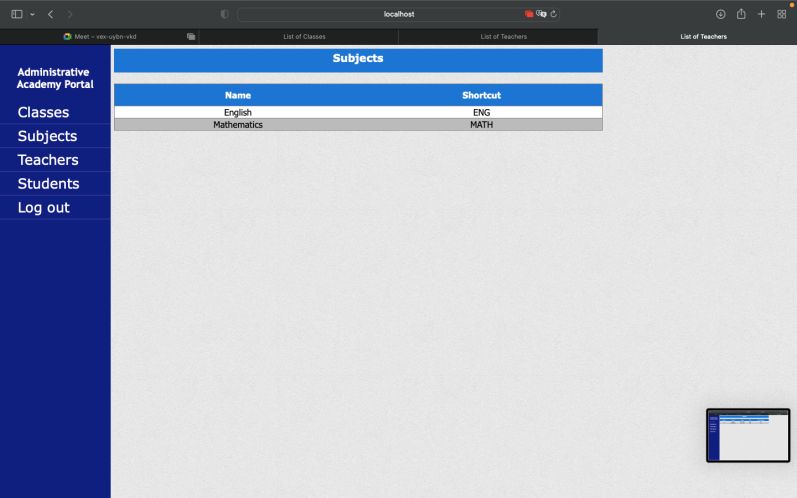 localhost
Meet – vex-uybn-vkd
List of Classes
List of Teachers
List of Teachers
Administrative
Academy Portal
Classes
Subjects
Teachers
Students
Log out
Subjects
Name Shortcut
English ENG
Mathematics MATH